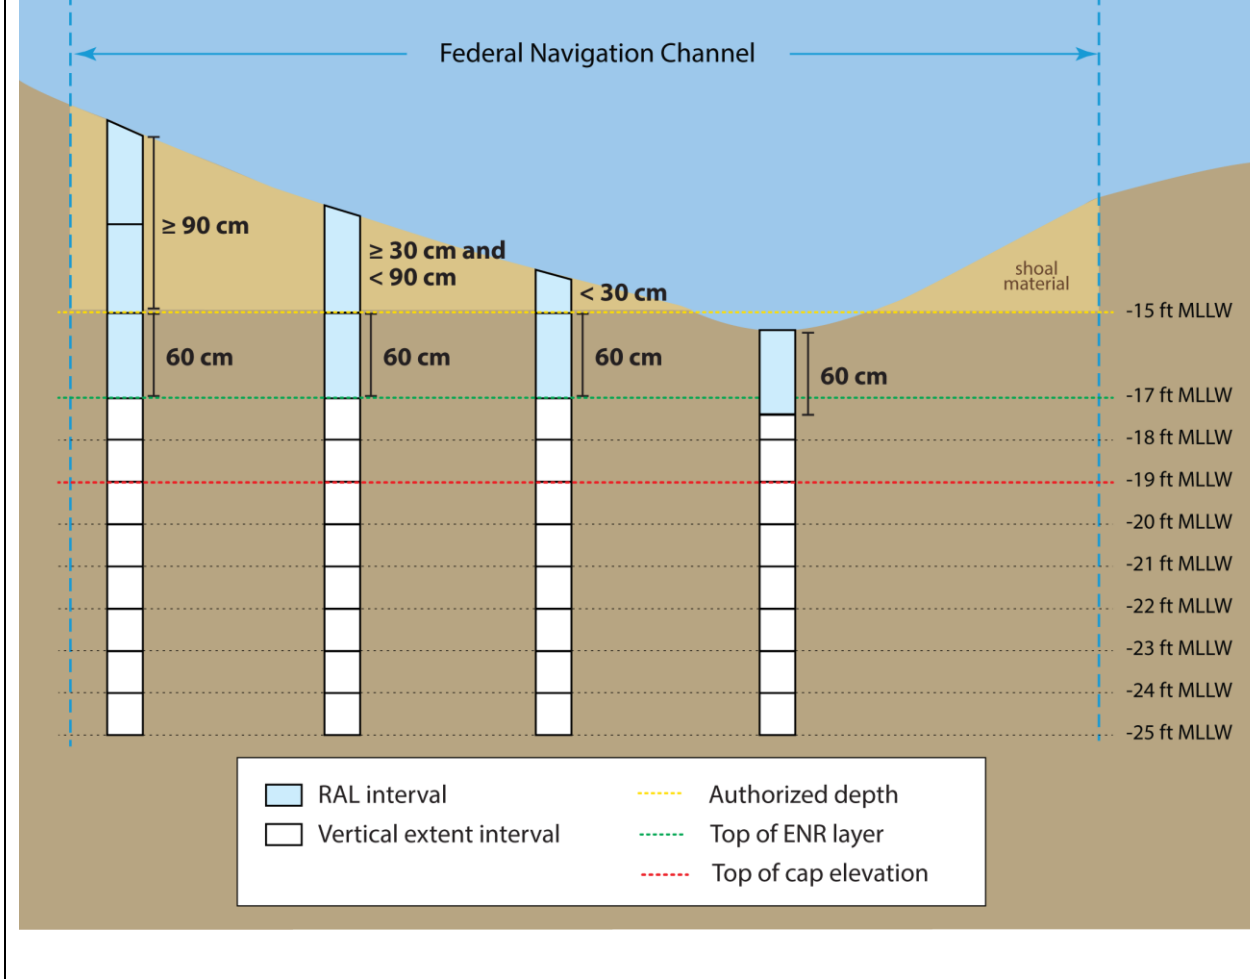 Federal Navigation Channel
≥ 90 cm
≥ 30 cm and
< 90 cm
< 30 cm
shoal
material
-15 ft MLLW
60 cm
60 cm
60 cm
60 cm
-17 ft MLLW
-18 ft MLLW
-19 ft MLLW
-20 ft MLLW
-21 ft MLLW
-22 ft MLLW
-23 ft MLLW
-24 ft MLLW
-25 ft MLLW
RAL interval
Vertical extent interval
Authorized depth
Top of ENR layer
Top of cap elevation